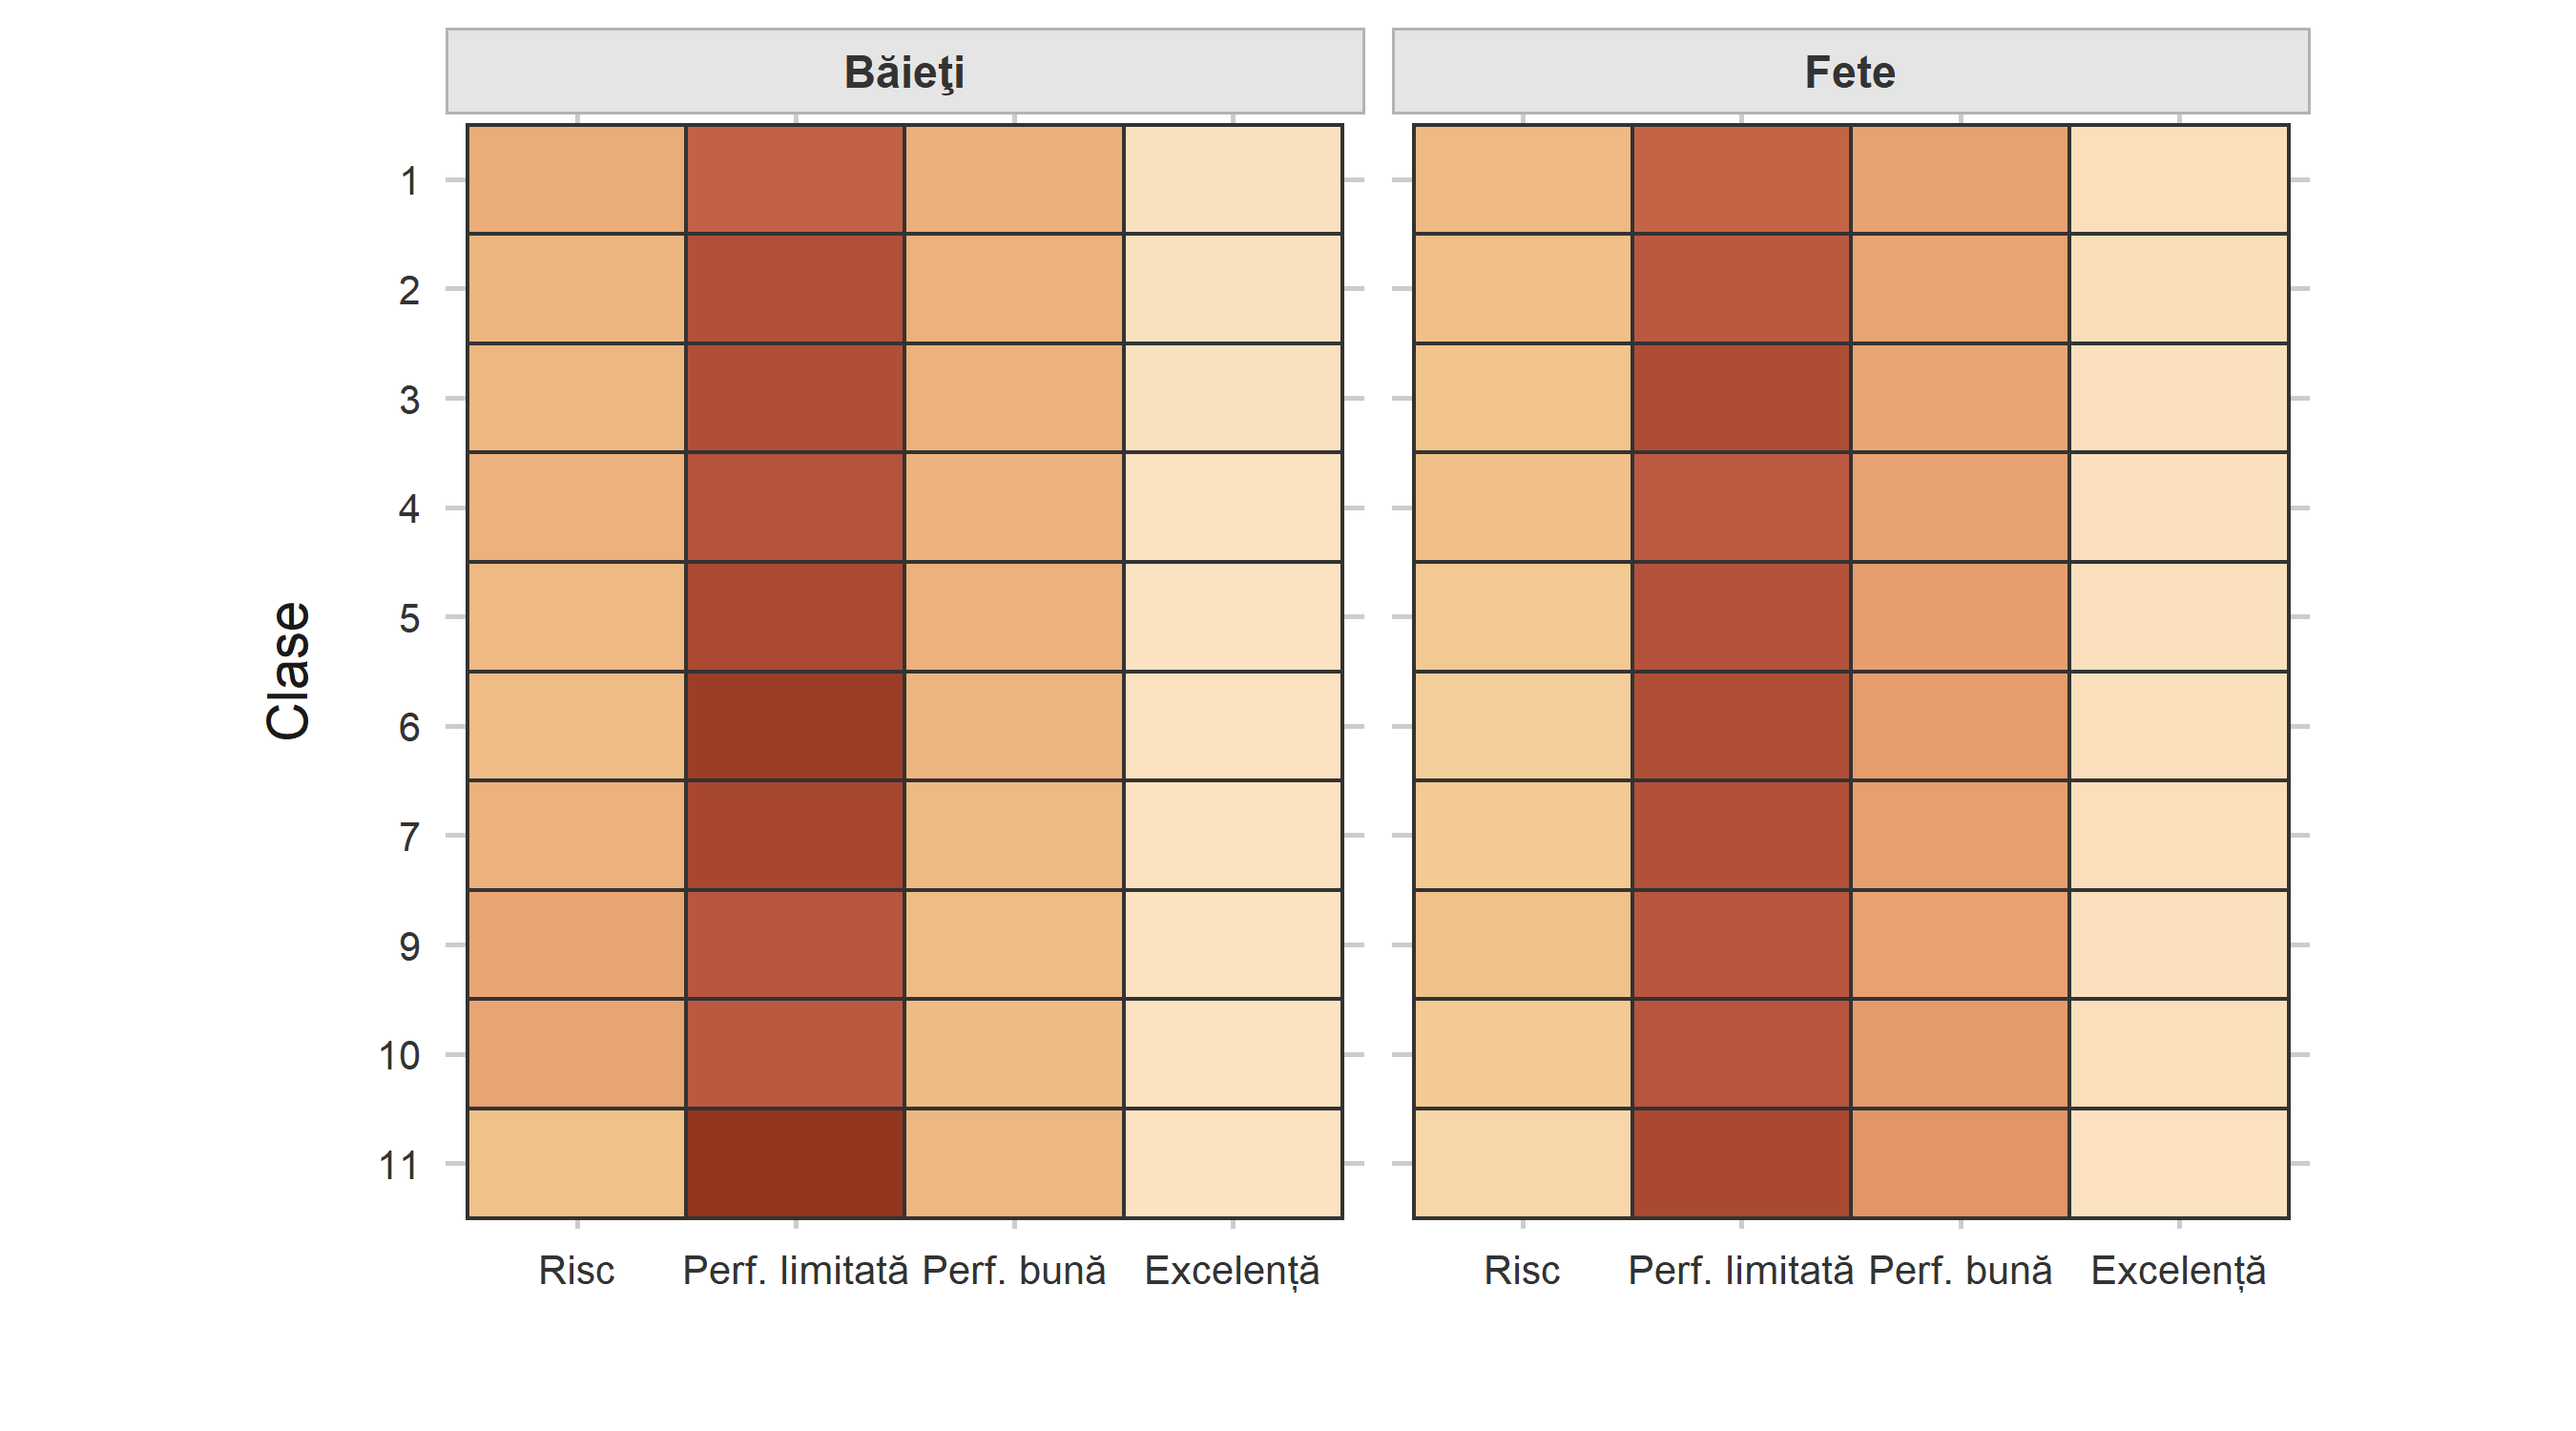 Băieţi
Fete
Clase
1
2
3
4
5
6
7
9
10
11
Risc
Perf. limitată
Perf. bună
Excelență
Risc
Perf. limitată
Perf. bună
Excelență